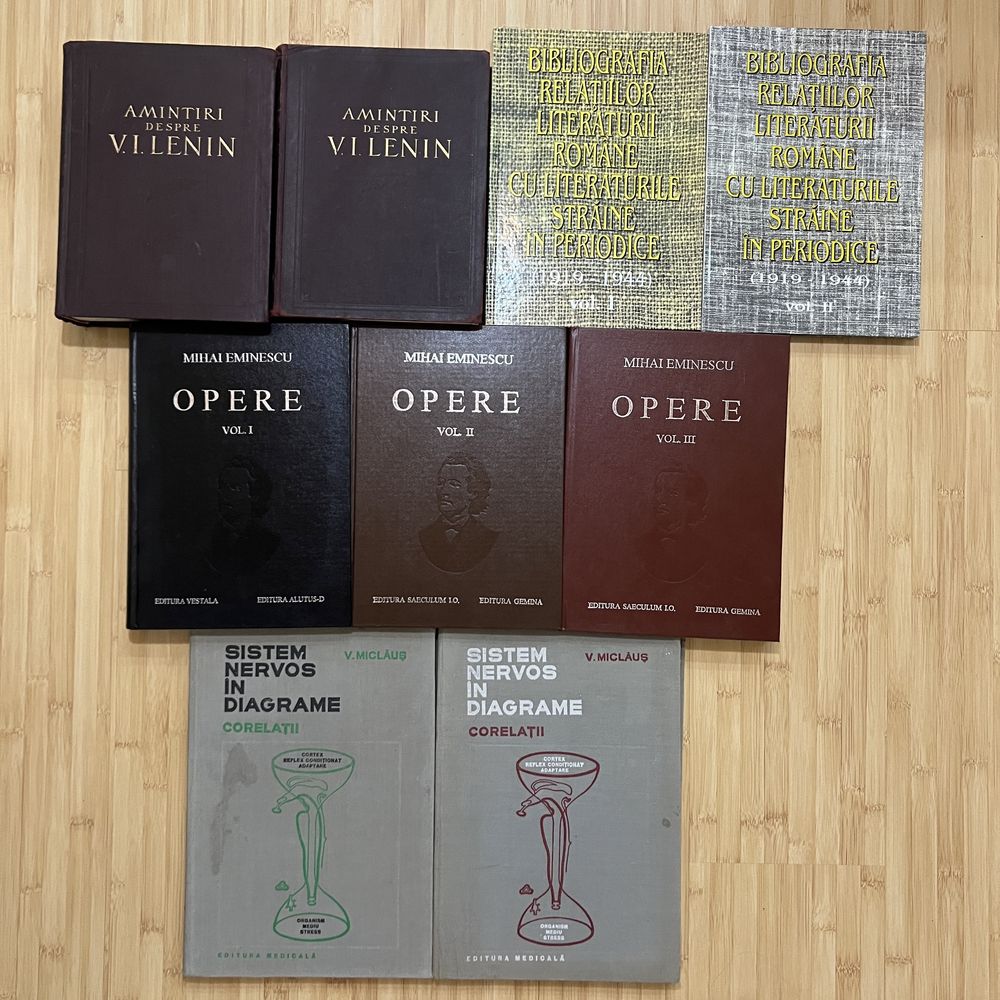 AMINTIRI
DESPRE
V.I.LENIN
AMINTIRI
DESPRE
V.I.LENIN
BIBLIOGRAFIA
RELAȚIILOR
LITERATURII
ROMÂNE
CU LITERATURILE
STRĂINE
ÎN PERIODICE
(1919 - 1944)
vol. I
BIBLIOGRAFIA
RELAȚIILOR
LITERATURII
ROMÂNE
CU LITERATURILE
STRĂINE
ÎN PERIODICE
(1919 - 1944)
vol. II
MIHAI EMINESCU
OPERE
VOL. I
EDITURA VESTALA EDITURA ALUTUS-D
MIHAI EMINESCU
OPERE
VOL. II
EDITURA SAECULUM I.O. EDITURA GEMINA
MIHAI EMINESCU
OPERE
VOL. III
EDITURA SAECULUM I.O. EDITURA GEMINA
SISTEM V. MICLĂUȘ
NERVOS
ÎN
DIAGRAME
CORELAȚII
CORTEX
REFLEX CONDIȚIONAT
ADAPTARE
ORGANISM
MEDIU
STRESS
EDITURA MEDICALĂ
SISTEM V. MICLĂUȘ
NERVOS
ÎN
DIAGRAME
CORELAȚII
CORTEX
REFLEX CONDIȚIONAT
ADAPTARE
ORGANISM
MEDIU
STRESS
EDITURA MEDICALĂ